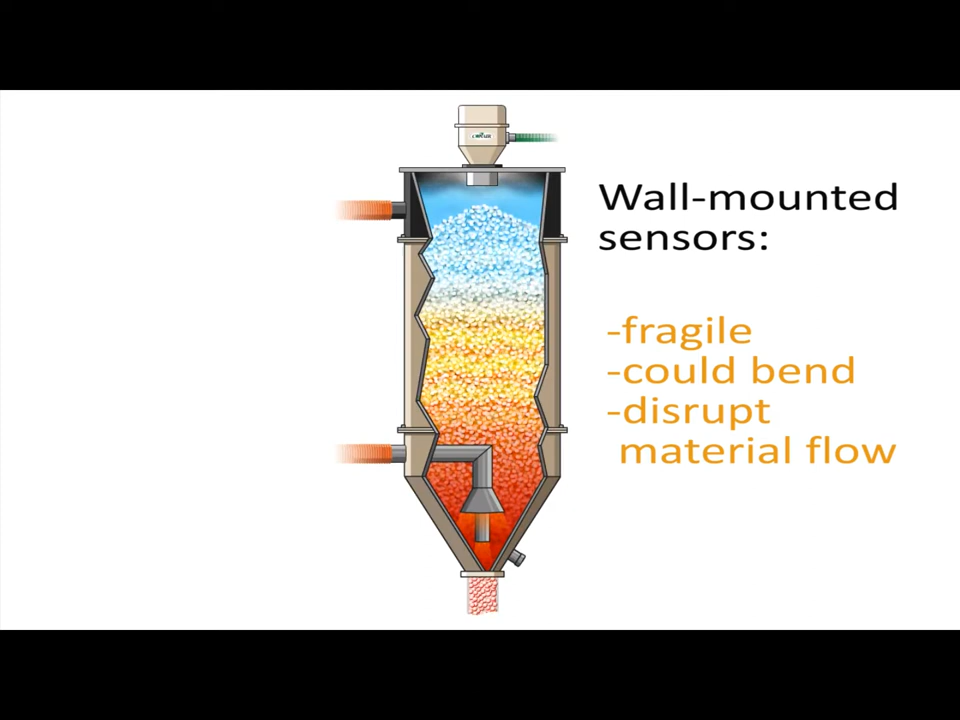 Wall-mounted
sensors:
-fragile
-could bend
-disrupt
material flow